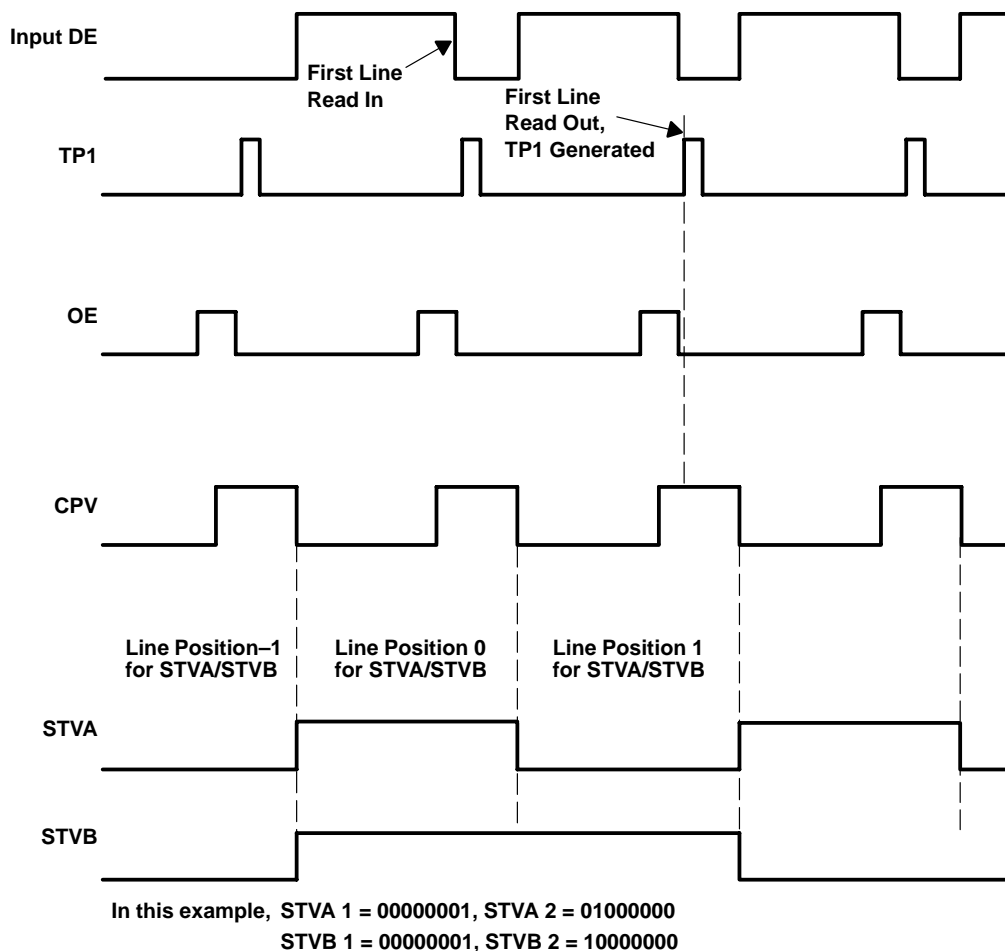 Input DE
First Line
Read In
First Line
Read Out,
TP1 Generated
TP1
OE
CPV
Line Position–1
for STVA/STVB
Line Position 0
for STVA/STVB
Line Position 1
for STVA/STVB
STVA
STVB
In this example, STVA 1 = 00000001, STVA 2 = 01000000
STVB 1 = 00000001, STVB 2 = 10000000